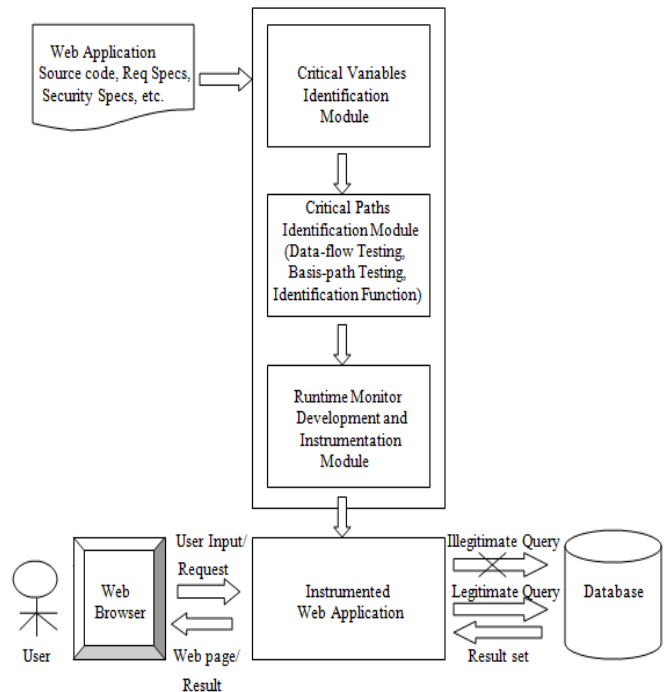 Web Application
Source code, Req Specs,
Security Specs, etc.
Critical Variables
Identification
Module
Critical Paths
Identification Module
(Data-flow Testing,
Basis-path Testing,
Identification Function)
Runtime Monitor
Development and
Instrumentation
Module
User Input/
Request
Illegitimate Query
Web
Browser
Instrumented
Web Application
Legitimate Query
Database
User
Web page/
Result
Result set